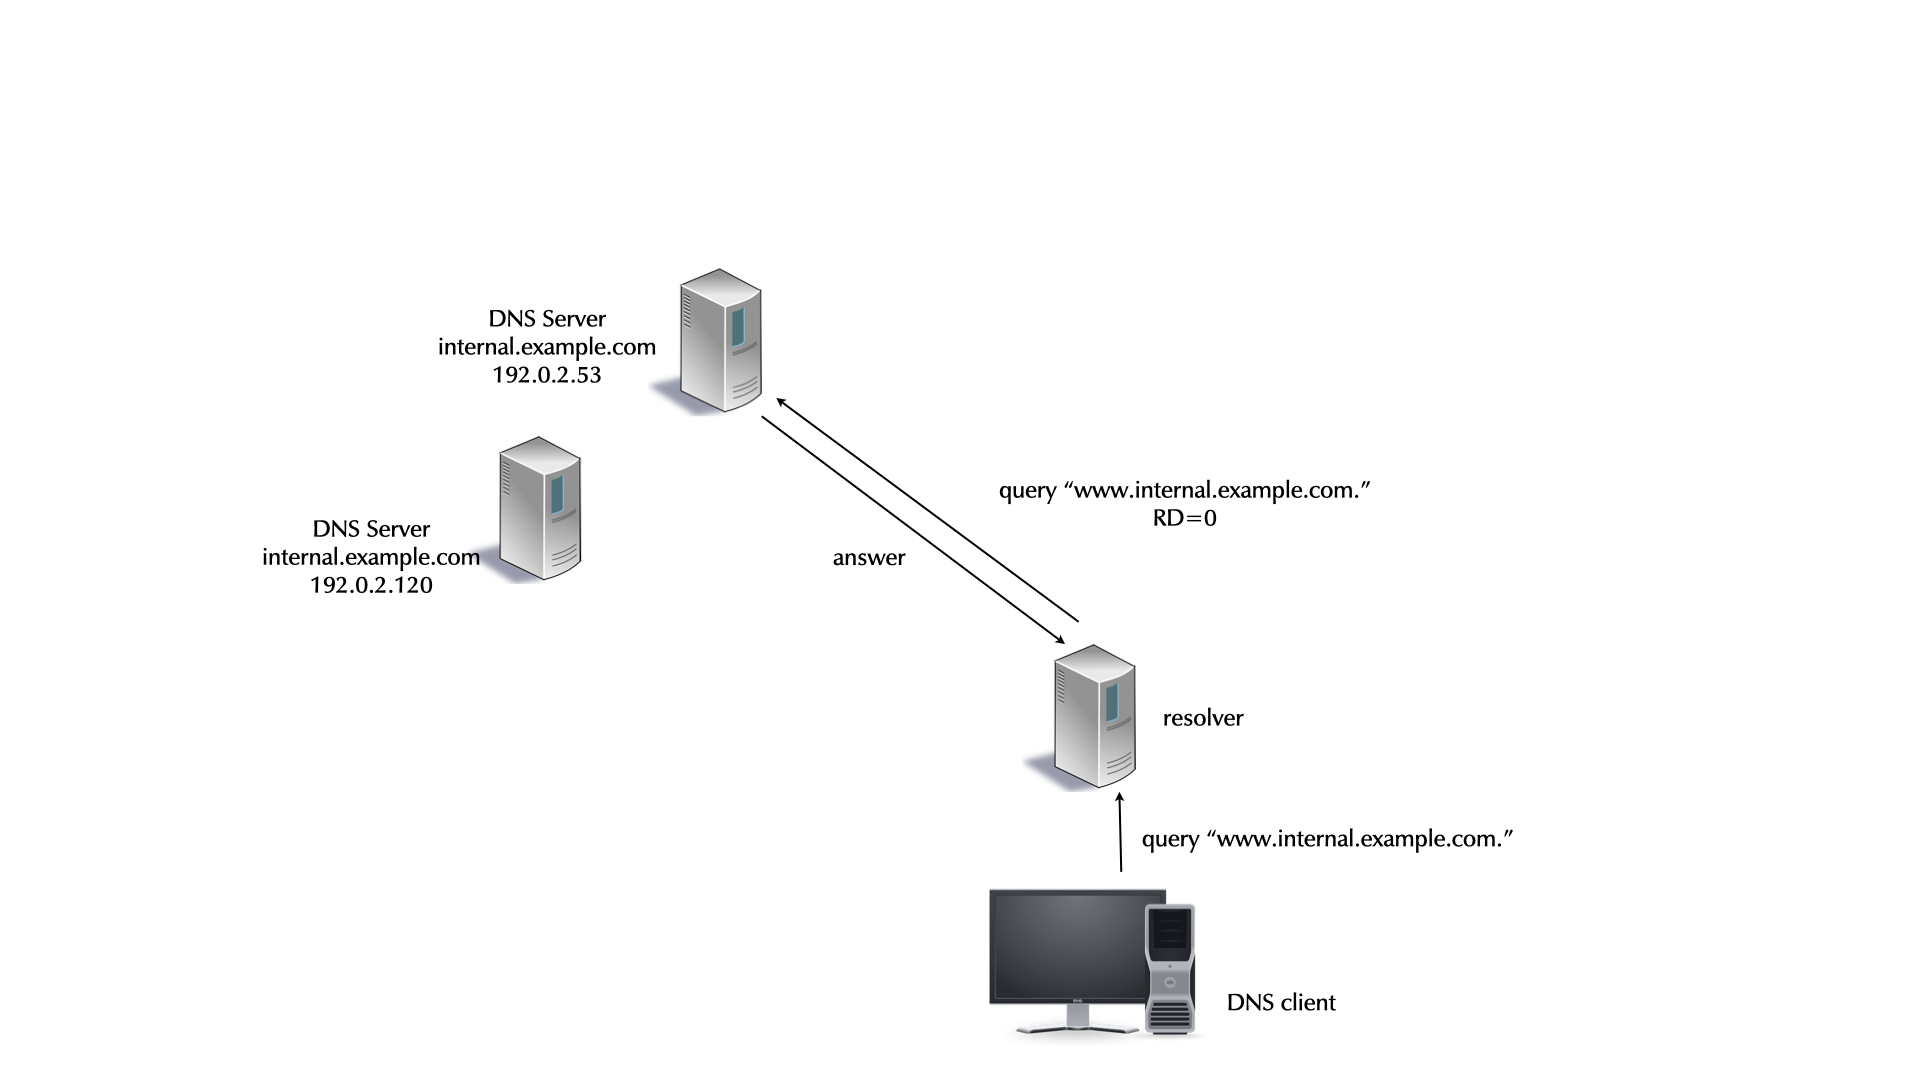 DNS Server
internal.example.com
192.0.2.53
DNS Server
internal.example.com
192.0.2.120
query “www.internal.example.com.”
RD=0
answer
resolver
query “www.internal.example.com.”
DNS client